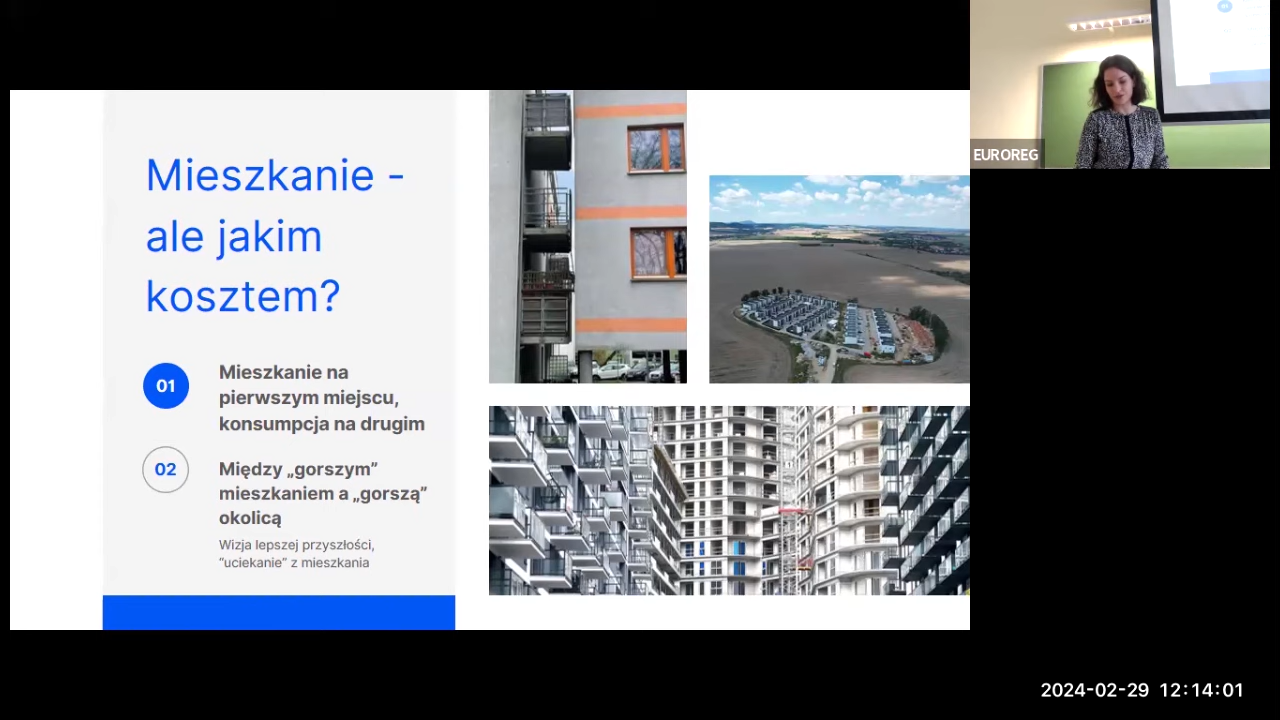 Mieszkanie -
ale jakim
kosztem?
01
Mieszkanie na
pierwszym miejscu,
konsumpcja na drugim
02
Między „gorszym”
mieszkaniem a „gorszą”
okolicą
Wizja lepszej przyszłości,
“uciekanie” z mieszkania
EUROREG
2024-02-29 12:14:01